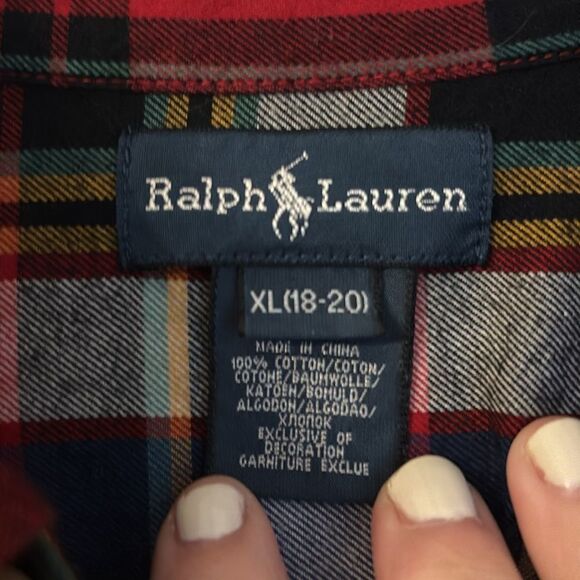 Ralph Lauren
XL(18-20)
MADE IN CHINA
100% COTTON/COTON/
COTONE/BAUMWOLLE/
KATOEN/BOMULD/
ALGODON/ALGODAO/
ХЛОПОК
EXCLUSIVE OF
DECORATION
GARNITURE EXCLUE